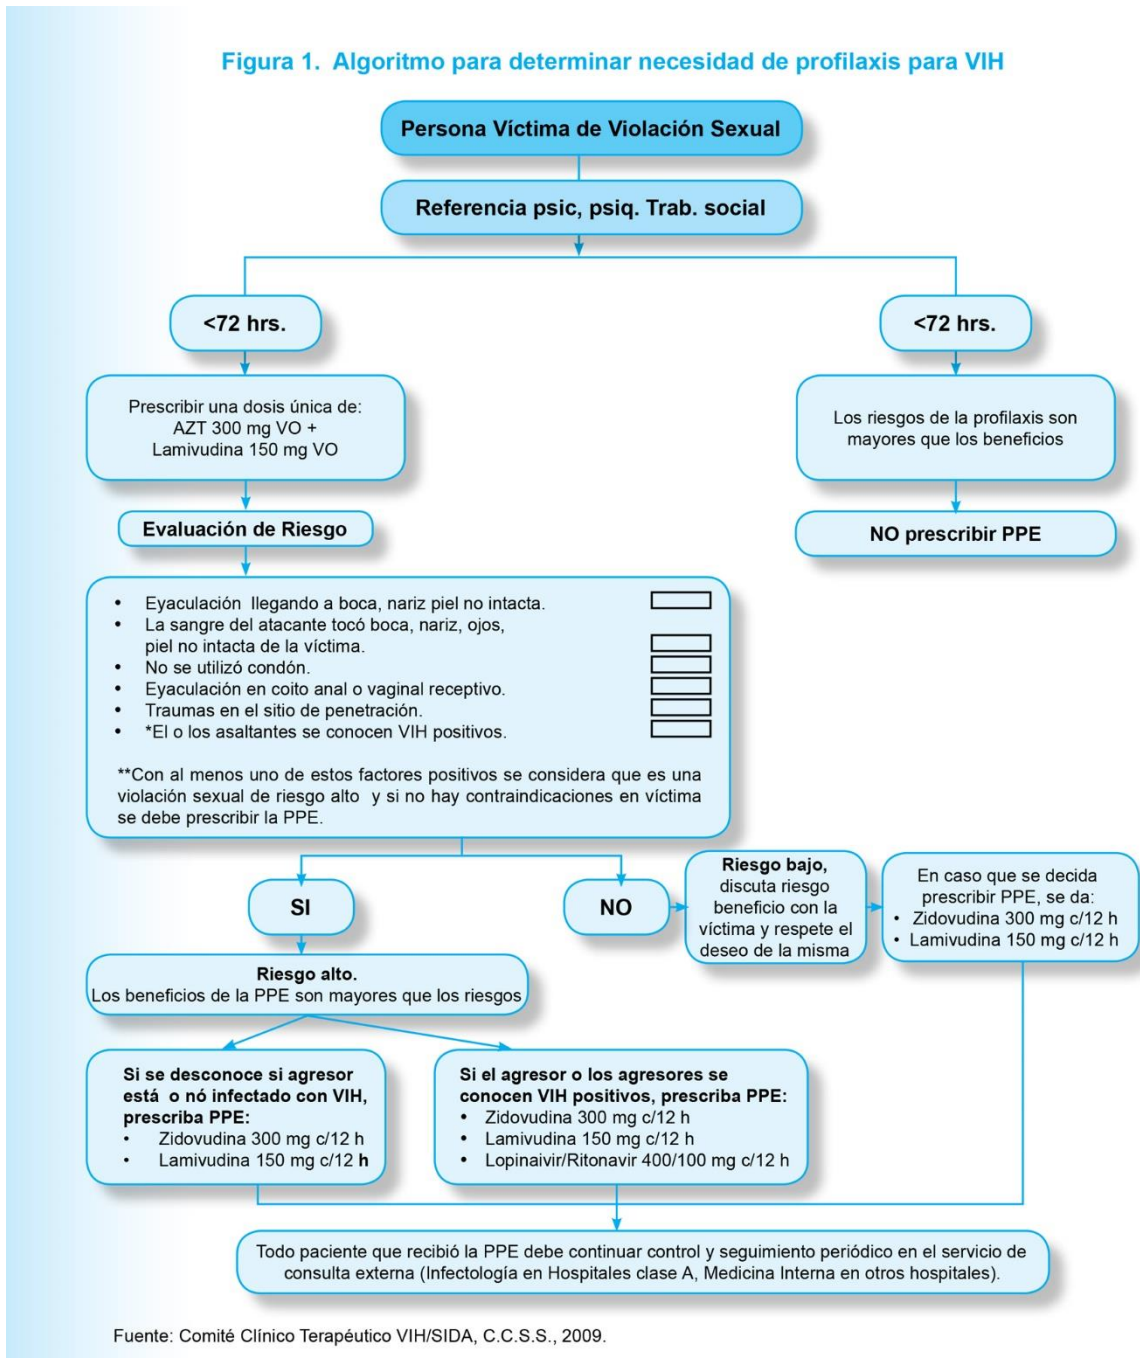 Figura 1. Algoritmo para determinar necesidad de profilaxis para VIH
Persona Víctima de Violación Sexual
Referencia psic, psiq. Trab. social
<72 hrs.
Prescribir una dosis única de:
AZT 300 mg VO +
Lamivudina 150 mg VO
<72 hrs.
Los riesgos de la profilaxis son
mayores que los beneficios
NO prescribir PPE
Evaluación de Riesgo
• Eyaculación llegando a boca, nariz piel no intacta.
• La sangre del atacante tocó boca, nariz, ojos,
piel no intacta de la víctima.
• No se utilizó condón.
• Eyaculación en coito anal o vaginal receptivo.
• Traumas en el sitio de penetración.
• *El o los asaltantes se conocen VIH positivos.
**Con al menos uno de estos factores positivos se considera que es una
violación sexual de riesgo alto y si no hay contraindicaciones en víctima
se debe prescribir la PPE.
SI
NO
Riesgo bajo,
discuta riesgo
beneficio con la
víctima y respete el
deseo de la misma
En caso que se decida
prescribir PPE, se da:
• Zidovudina 300 mg c/12 h
• Lamivudina 150 mg c/12 h
Riesgo alto.
Los beneficios de la PPE son mayores que los riesgos
Si se desconoce si agresor
está o nó infectado con VIH,
prescriba PPE:
• Zidovudina 300 mg c/12 h
• Lamivudina 150 mg c/12 h
Si el agresor o los agresores se
conocen VIH positivos, prescriba PPE:
• Zidovudina 300 mg c/12 h
• Lamivudina 150 mg c/12 h
• Lopinaivir/Ritonavir 400/100 mg c/12 h
Todo paciente que recibió la PPE debe continuar control y seguimiento periódico en el servicio de
consulta externa (Infectología en Hospitales clase A, Medicina Interna en otros hospitales).
Fuente: Comité Clínico Terapéutico VIH/SIDA, C.C.S.S., 2009.